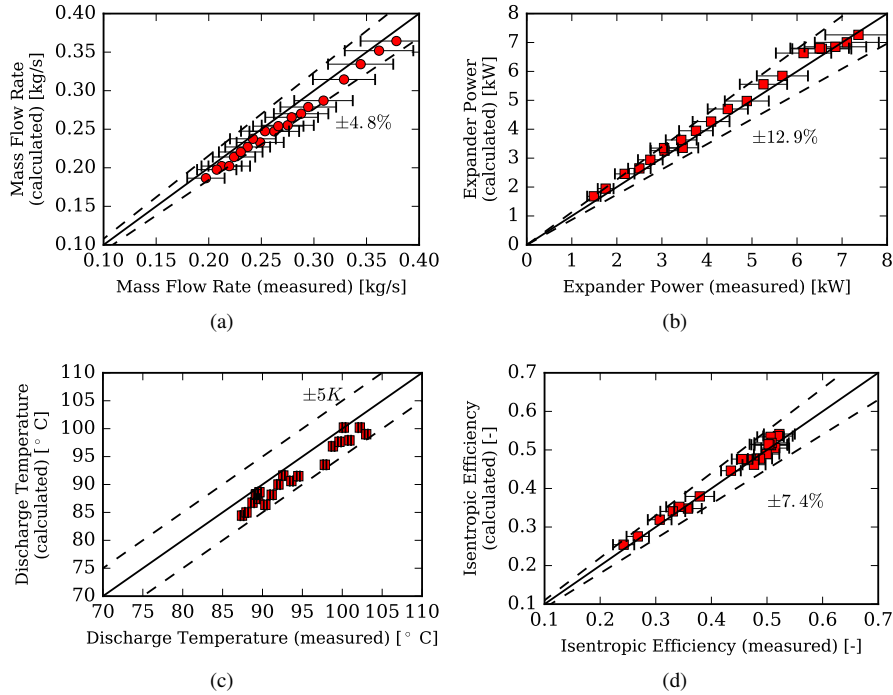 0.40
0.35
0.30
0.25
0.20
0.15
0.10
0.10 0.15 0.20 0.25 0.30 0.35 0.40
Mass Flow Rate (measured) [kg/s]
Mass Flow Rate
(calculated) [kg/s]
±4.8%
(a)
8
7
6
5
4
3
2
1
0
0 1 2 3 4 5 6 7 8
Expander Power (measured) [kW]
Expander Power
(calculated) [kW]
±12.9%
(b)
110
105
100
95
90
85
80
75
70
70 75 80 85 90 95 100 105 110
Discharge Temperature (measured) [° C]
Discharge Temperature
(calculated) [° C]
±5K
(c)
0.7
0.6
0.5
0.4
0.3
0.2
0.1
0.1 0.2 0.3 0.4 0.5 0.6 0.7
Isentropic Efficiency (measured) [-]
Isentropic Efficiency
(calculated) [-]
±7.4%
(d)